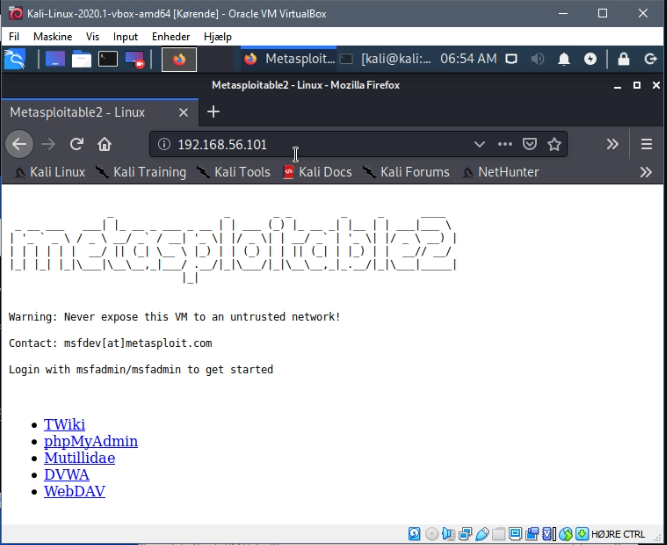 Kali-Linux-2020.1-vbox-amd64 [Kørende] - Oracle VM VirtualBox
Fil Maskine Vis Input Enheder Hjælp
Metasploit... [kali@kali:... 06:54 AM
Metasploitable2 - Linux - Mozilla Firefox
Metasploitable2 - Linux
192.168.56.101
Kali Linux Kali Training Kali Tools Kali Docs Kali Forums NetHunter
metasploitable2
Warning: Never expose this VM to an untrusted network!
Contact: msfdev[at]metasploit.com
Login with msfadmin/msfadmin to get started
TWiki
phpMyAdmin
Mutillidae
DVWA
WebDAV
HØJRE CTRL